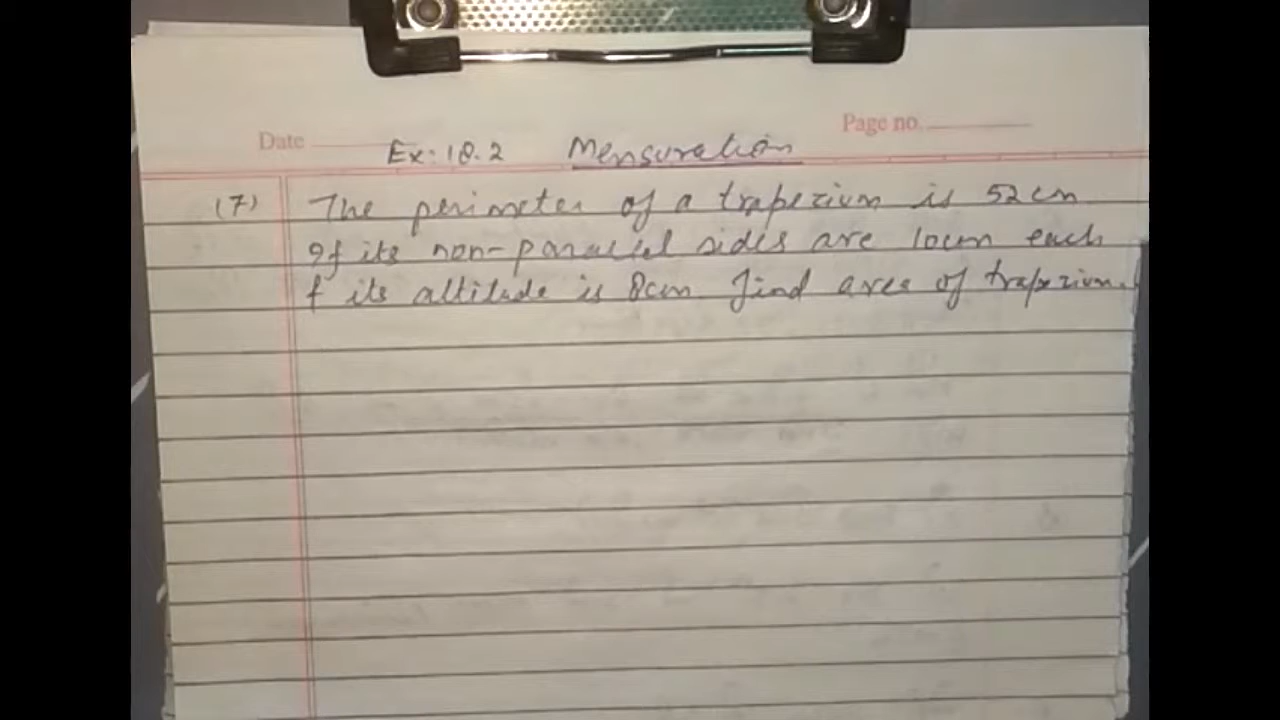 Page no.
Date
Ex: 18.2 Mensuration
(7) The perimeter of a trapezium is 52 cm
If its non-parallel sides are 10cm each
& its altitude is 8cm find area of trapezium.